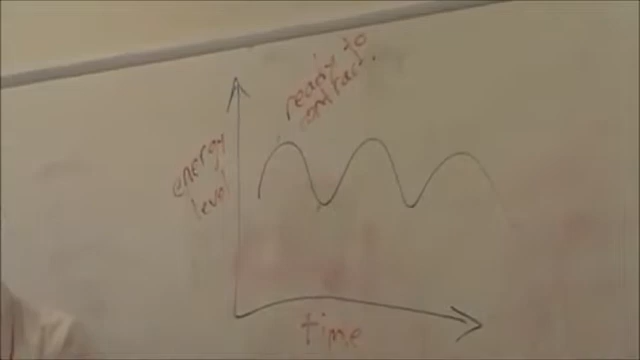 ready to
contract.
energy
level
time